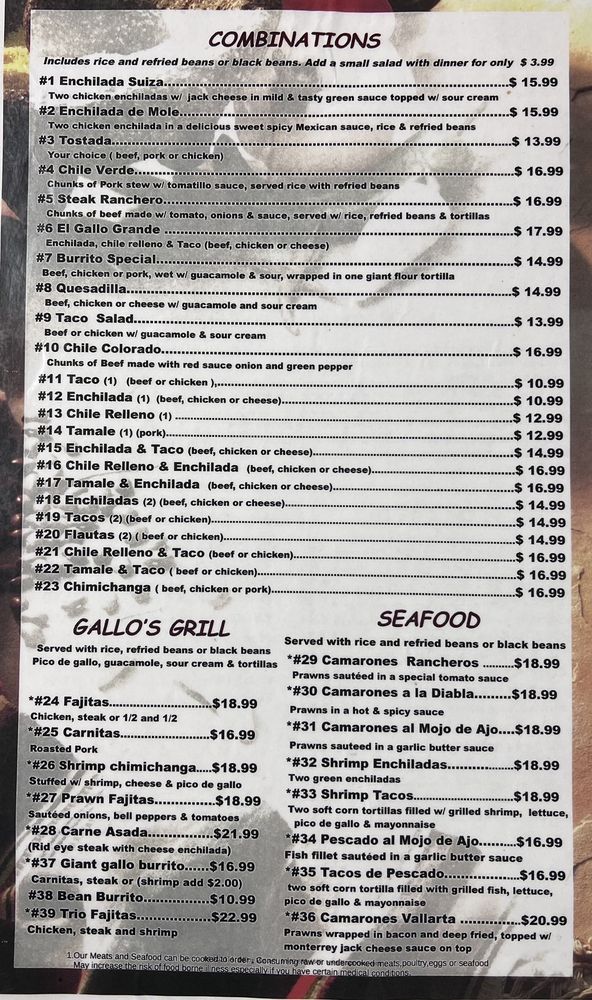 COMBINATIONS
Includes rice and refried beans or black beans. Add a small salad with dinner for only $ 3.99
#1 Enchilada Suiza.......................................................................$ 15.99
Two chicken enchiladas w/ jack cheese in mild & tasty green sauce topped w/ sour cream
#2 Enchilada de Mole....................................................................$ 15.99
Two chicken enchilada in a delicious sweet spicy Mexican sauce, rice & refried beans
#3 Tostada...................................................................................$ 13.99
Your choice ( beef, pork or chicken)
#4 Chile Verde..............................................................................$ 16.99
Chunks of Pork stew w/ tomatillo sauce, served rice with refried beans
#5 Steak Ranchero........................................................................$ 16.99
Chunks of beef made w/ tomato, onions & sauce, served w/ rice, refried beans & tortillas
#6 El Gallo Grande .......................................................................$ 17.99
Enchilada, chile relleno & Taco (beef, chicken or cheese)
#7 Burrito Special.........................................................................$ 14.99
Beef, chicken or pork, wet w/ guacamole & sour, wrapped in one giant flour tortilla
#8 Quesadilla................................................................................$ 14.99
Beef, chicken or cheese w/ guacamole and sour cream
#9 Taco Salad...............................................................................$ 13.99
Beef or chicken w/ guacamole & sour cream
#10 Chile Colorado........................................................................$ 16.99
Chunks of Beef made with red sauce onion and green pepper
#11 Taco (1) (beef or chicken ),......................................................$ 10.99
#12 Enchilada (1) (beef, chicken or cheese)....................................$ 10.99
#13 Chile Relleno (1) .....................................................................$ 12.99
#14 Tamale (1) (pork)......................................................................$ 12.99
#15 Enchilada & Taco (beef, chicken or cheese)...............................$ 14.99
#16 Chile Relleno & Enchilada (beef, chicken or cheese)..................$ 16.99
#17 Tamale & Enchilada (beef, chicken or cheese)...........................$ 16.99
#18 Enchiladas (2) (beef, chicken or cheese)....................................$ 14.99
#19 Tacos (2) (beef or chicken)........................................................$ 14.99
#20 Flautas (2) ( beef or chicken).....................................................$ 14.99
#21 Chile Relleno & Taco (beef or chicken).......................................$ 16.99
#22 Tamale & Taco ( beef or chicken)...............................................$ 16.99
#23 Chimichanga ( beef, chicken or pork)..........................................$ 16.99
GALLO'S GRILL
Served with rice, refried beans or black beans
Pico de gallo, guacamole, sour cream & tortillas
*#24 Fajitas.....................$18.99
Chicken, steak or 1/2 and 1/2
*#25 Carnitas..................$16.99
Roasted Pork
*#26 Shrimp chimichanga....$18.99
Stuffed w/ shrimp, cheese & pico de gallo
*#27 Prawn Fajitas..............$18.99
Sautéed onions, bell peppers & tomatoes
*#28 Carne Asada...............$21.99
(Rid eye steak with cheese enchilada)
*#37 Giant gallo burrito......$16.99
Carnitas, steak or (shrimp add $2.00)
#38 Bean Burrito...............$10.99
*#39 Trio Fajitas.................$22.99
Chicken, steak and shrimp
SEAFOOD
Served with rice and refried beans or black beans
*#29 Camarones Rancheros .......$18.99
Prawns sautéed in a special tomato sauce
*#30 Camarones a la Diabla.........$18.99
Prawns in a hot & spicy sauce
*#31 Camarones al Mojo de Ajo....$18.99
Prawns sauteed in a garlic butter sauce
*#32 Shrimp Enchiladas...............$18.99
Two green enchiladas
*#33 Shrimp Tacos.......................$18.99
Two soft corn tortillas filled w/ grilled shrimp, lettuce,
pico de gallo & mayonnaise
*#34 Pescado al Mojo de Ajo........$16.99
Fish fillet sautéed in a garlic butter sauce
*#35 Tacos de Pescado.................$16.99
two soft corn tortilla filled with grilled fish, lettuce,
pico de gallo & mayonnaise
*#36 Camarones Vallarta ............$20.99
Prawns wrapped in bacon and deep fried, topped w/
monterrey jack cheese sauce on top
1.Our Meats and Seafood can be cooked to order , Consuming raw or undercooked meats,poultry,eggs or seafood
May increase the risk of food borne illness especially if you have certain medical conditions.